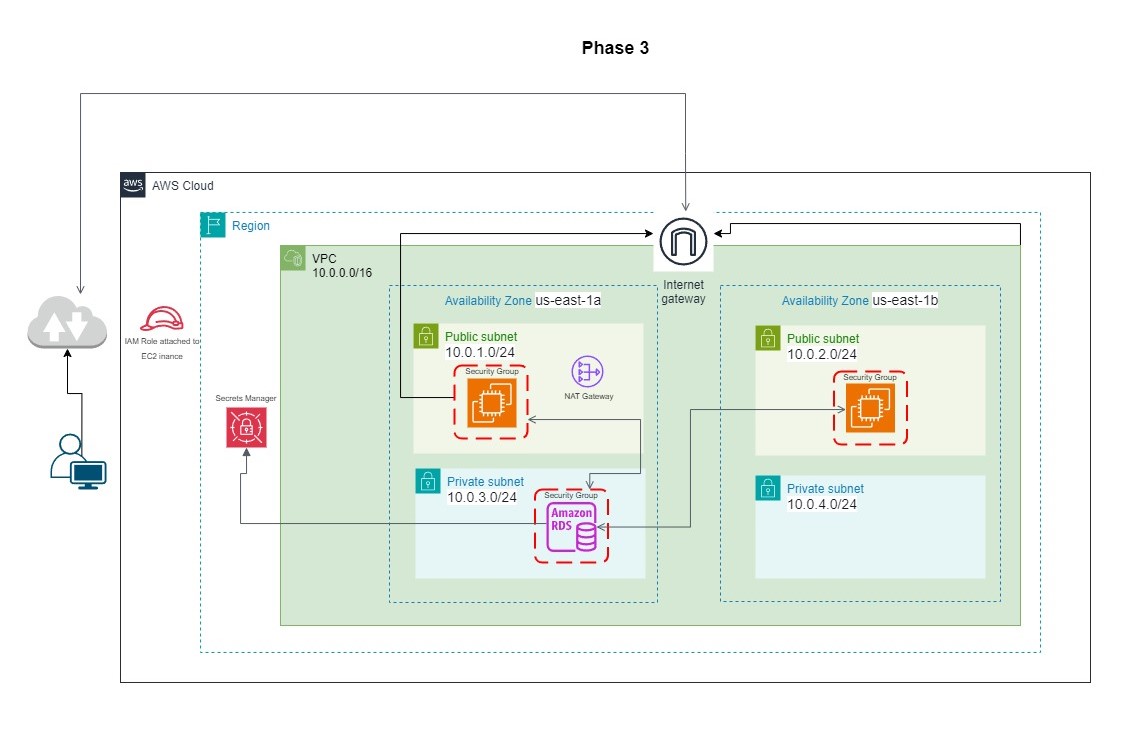 Phase 3
aws
AWS Cloud
Region
VPC
10.0.0.0/16
Internet
gateway
Availability Zone us-east-1a
Availability Zone us-east-1b
Public subnet
10.0.1.0/24
Security Group
NAT Gateway
Public subnet
10.0.2.0/24
Security Group
IAM Role attached to
EC2 inance
Secrets Manager
Private subnet
10.0.3.0/24
Security Group
Amazon
RDS
Private subnet
10.0.4.0/24